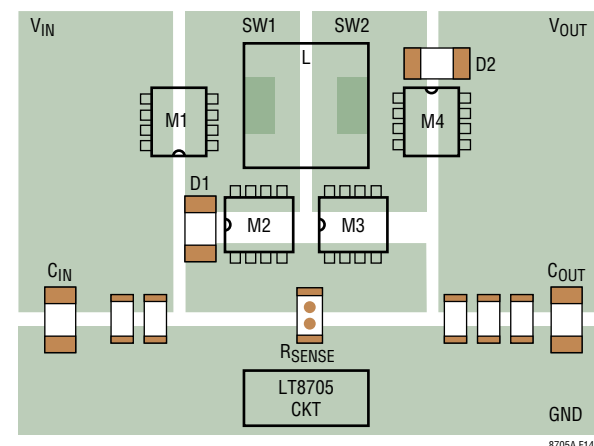 VIN SW1 SW2 VOUT
L
D2
M1 M4
D1
M2 M3
CIN COUT
RSENSE
LT8705
CKT
GND
8705A F14